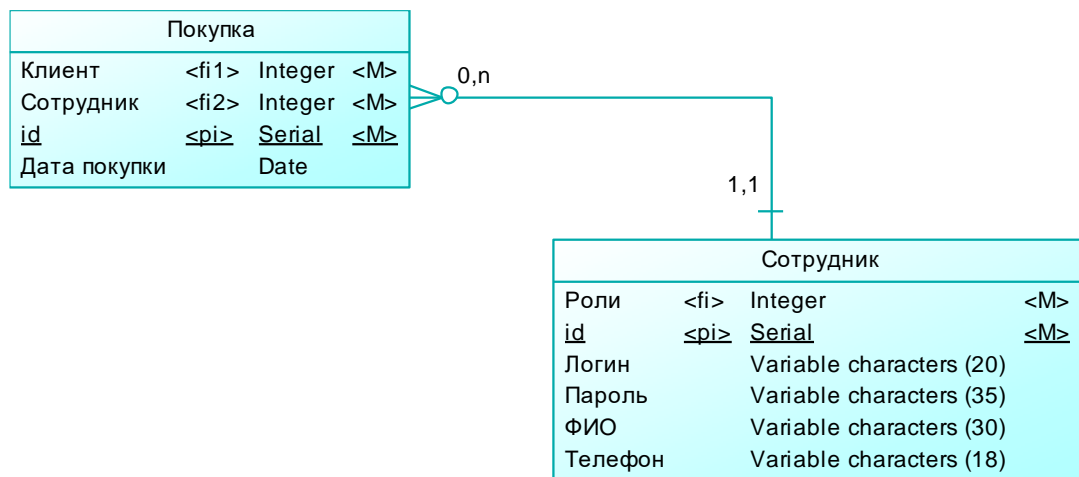 Покупка
Клиент <fi1> Integer <M>
Сотрудник <fi2> Integer <M>
id <pi> Serial <M>
Дата покупки Date
0,n
1,1
Сотрудник
Роли <fi> Integer <M>
id <pi> Serial <M>
Логин Variable characters (20)
Пароль Variable characters (35)
ФИО Variable characters (30)
Телефон Variable characters (18)